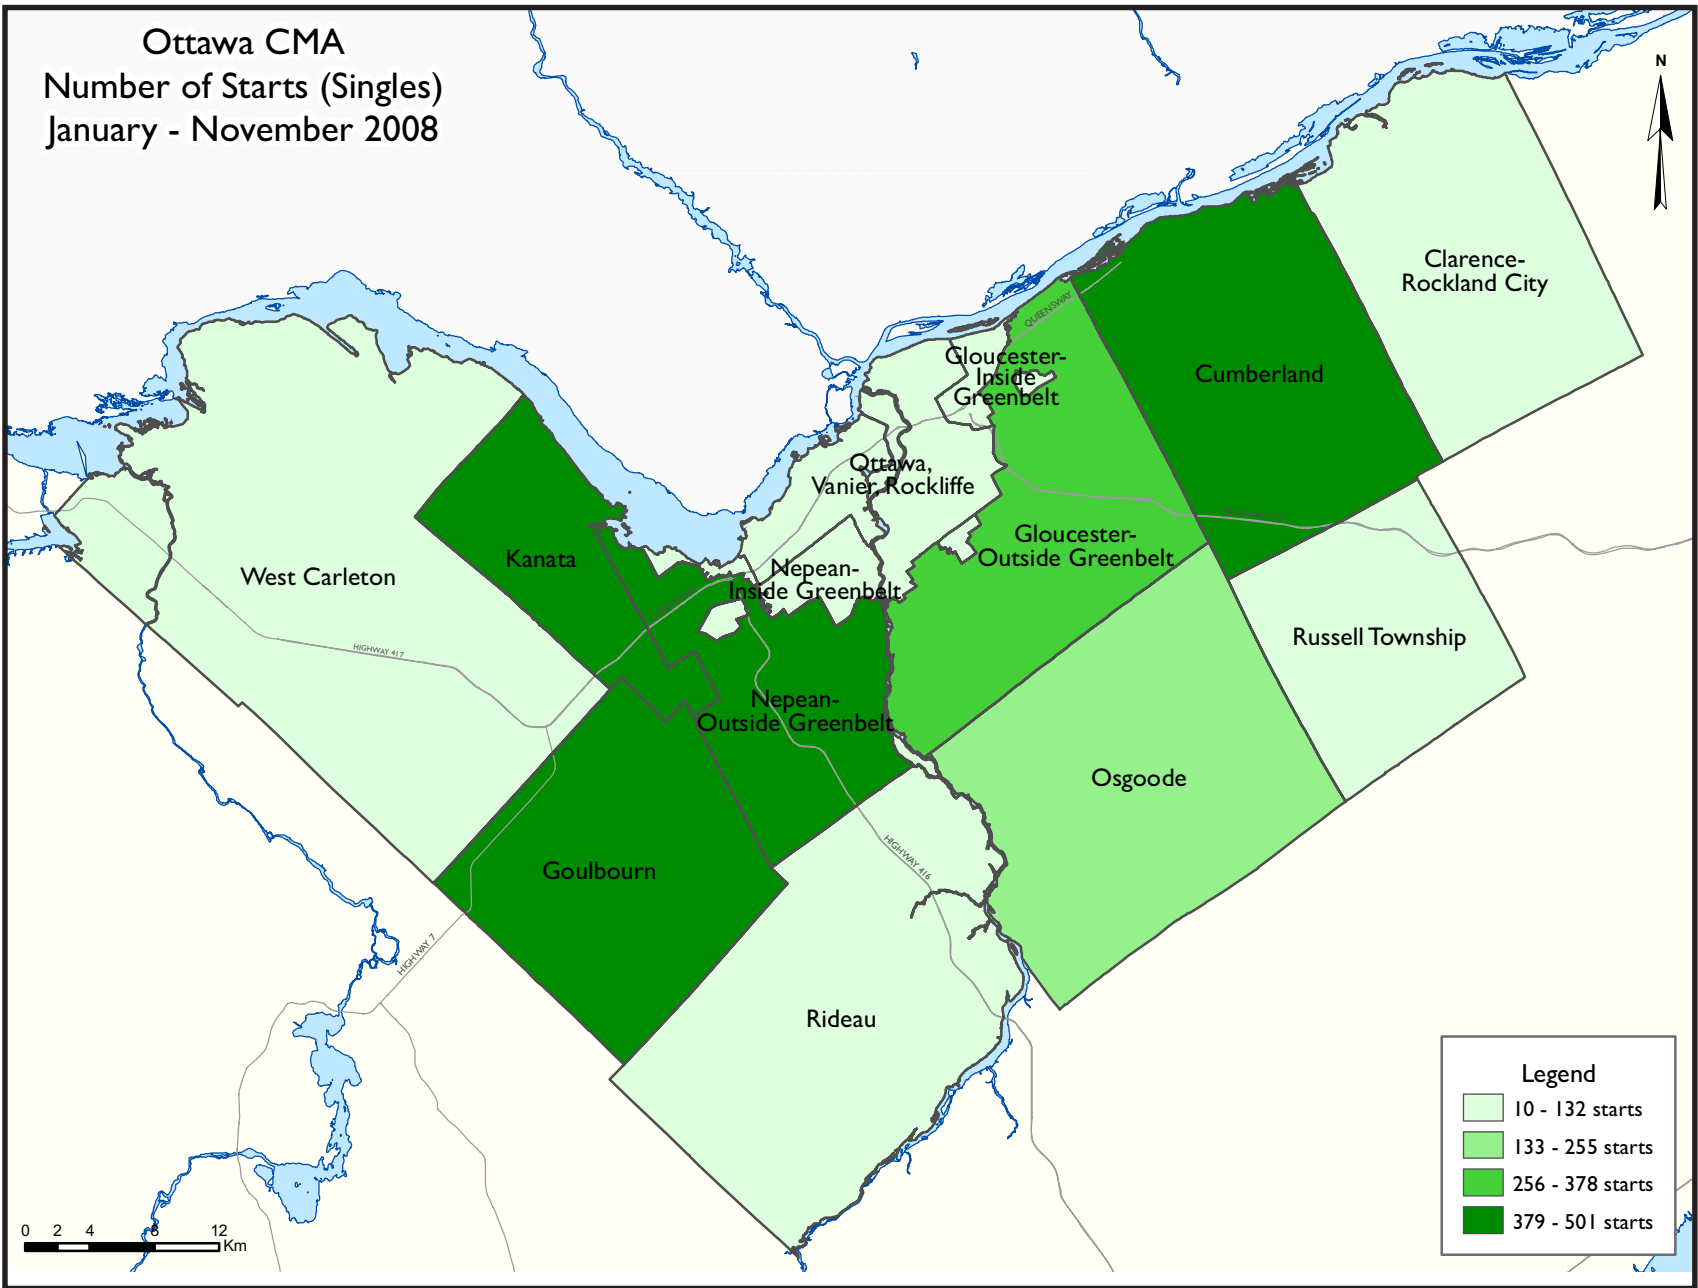 Ottawa CMA
Number of Starts (Singles)
January - November 2008
N
Clarence-
Rockland City
QUEENSWAY
Gloucester-
Inside
Greenbelt
Cumberland
Ottawa,
Vanier, Rockliffe
Gloucester-
Outside Greenbelt
Kanata
West Carleton
Nepean-
Inside Greenbelt
Russell Township
HIGHWAY 417
Nepean-
Outside Greenbelt
Osgoode
Goulbourn
HIGHWAY 416
HIGHWAY 7
Rideau
Legend
10 - 132 starts
133 - 255 starts
256 - 378 starts
379 - 501 starts
0 2 4 8 12
Km